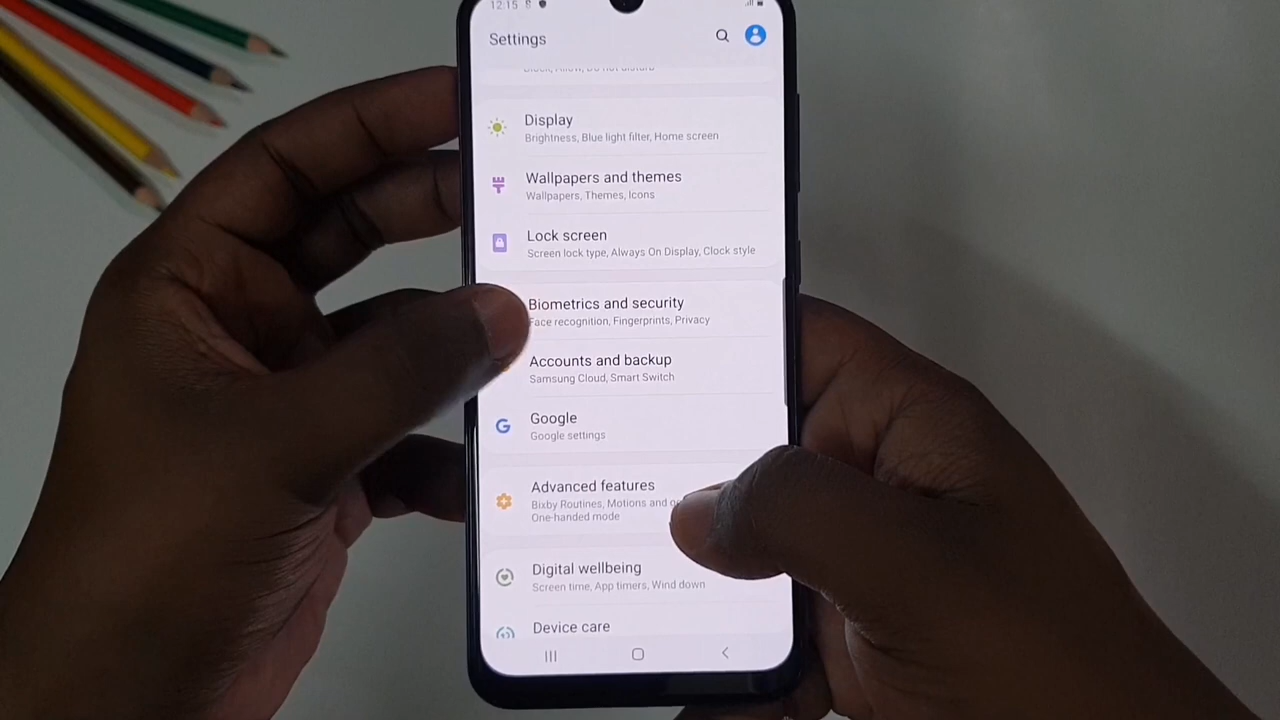 12:15
Settings
Display
Brightness, Blue light filter, Home screen
Wallpapers and themes
Wallpapers, Themes, Icons
Lock screen
Screen lock type, Always On Display, Clock style
Biometrics and security
Face recognition, Fingerprints, Privacy
Accounts and backup
Samsung Cloud, Smart Switch
Google
Google settings
Advanced features
Bixby Routines, Motions and
One-handed mode
Digital wellbeing
Screen time, App timers, Wind down
Device care